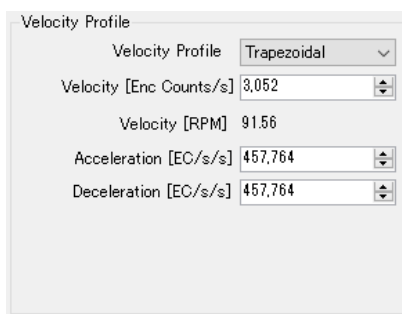 Velocity Profile
Velocity Profile Trapezoidal
Velocity [Enc Counts/s] 3,052
Velocity [RPM] 91.56
Acceleration [EC/s/s] 457,764
Deceleration [EC/s/s] 457,764